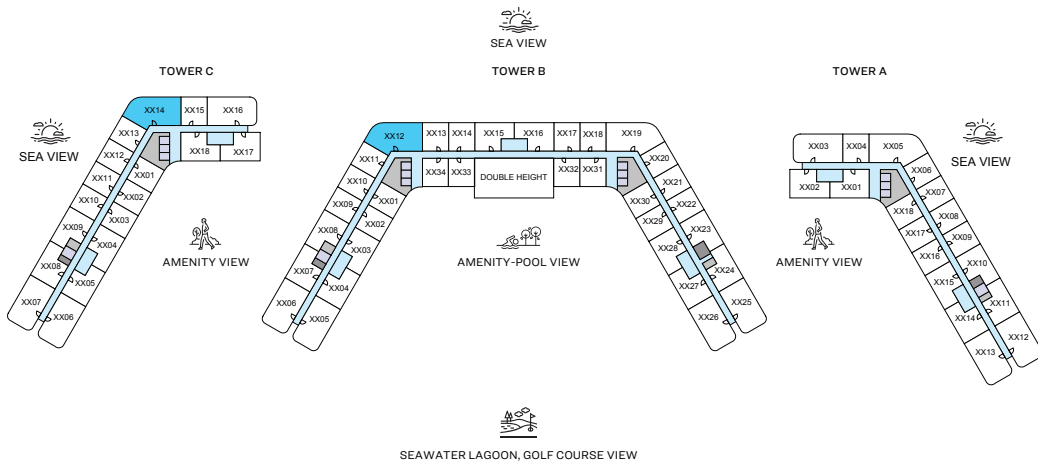 SEA VIEW
TOWER C
TOWER B
TOWER A
SEA VIEW
AMENITY VIEW
XX14
XX15
XX16
XX13
XX12
XX11
XX10
XX09
XX08
XX07
XX18
XX17
XX01
XX02
XX03
XX04
XX05
XX06
AMENITY-POOL VIEW
DOUBLE HEIGHT
XX12
XX13
XX14
XX15
XX16
XX17
XX18
XX19
XX11
XX10
XX08
XX07
XX06
XX34
XX33
XX32
XX31
XX01
XX02
XX03
XX04
XX05
XX20
XX21
XX22
XX23
XX24
XX25
XX30
XX29
XX28
XX27
XX26
AMENITY VIEW
SEA VIEW
XX03
XX04
XX05
XX02
XX01
XX06
XX07
XX08
XX09
XX10
XX11
XX12
XX18
XX17
XX16
XX15
XX14
XX13
SEAWATER LAGOON, GOLF COURSE VIEW